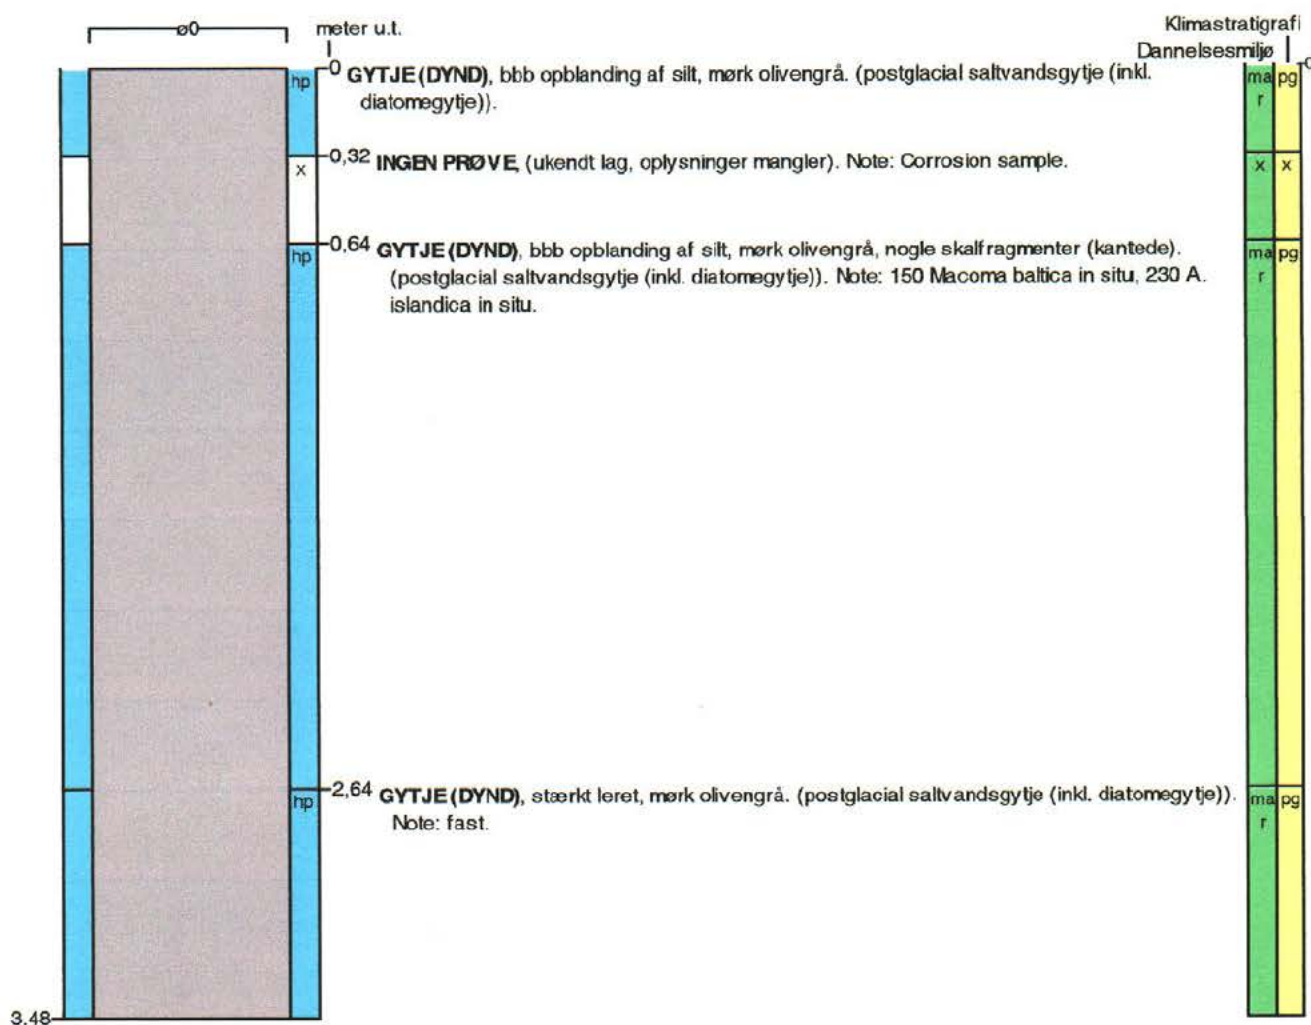 ø0 meter u.t. Klimastratigrafi
Dannelsesmiljø
0 GYTJE (DYND), bbb opblanding af silt, mørk olivengrå. (postglacial saltvandsgytje (inkl.
diatomegytje)).
hp mar pg 0
0,32 INGEN PRØVE, (ukendt lag, oplysninger mangler). Note: Corrosion sample.
x x x
0,64 GYTJE (DYND), bbb opblanding af silt, mørk olivengrå, nogle skalfragmenter (kantede).
hp mar pg
(postglacial saltvandsgytje (inkl. diatomegytje)). Note: 150 Macoma baltica in situ, 230 A.
islandica in situ.
2,64 GYTJE (DYND), stærkt leret, mørk olivengrå. (postglacial saltvandsgytje (inkl. diatomegytje)).
hp mar pg
Note: fast.
3,48